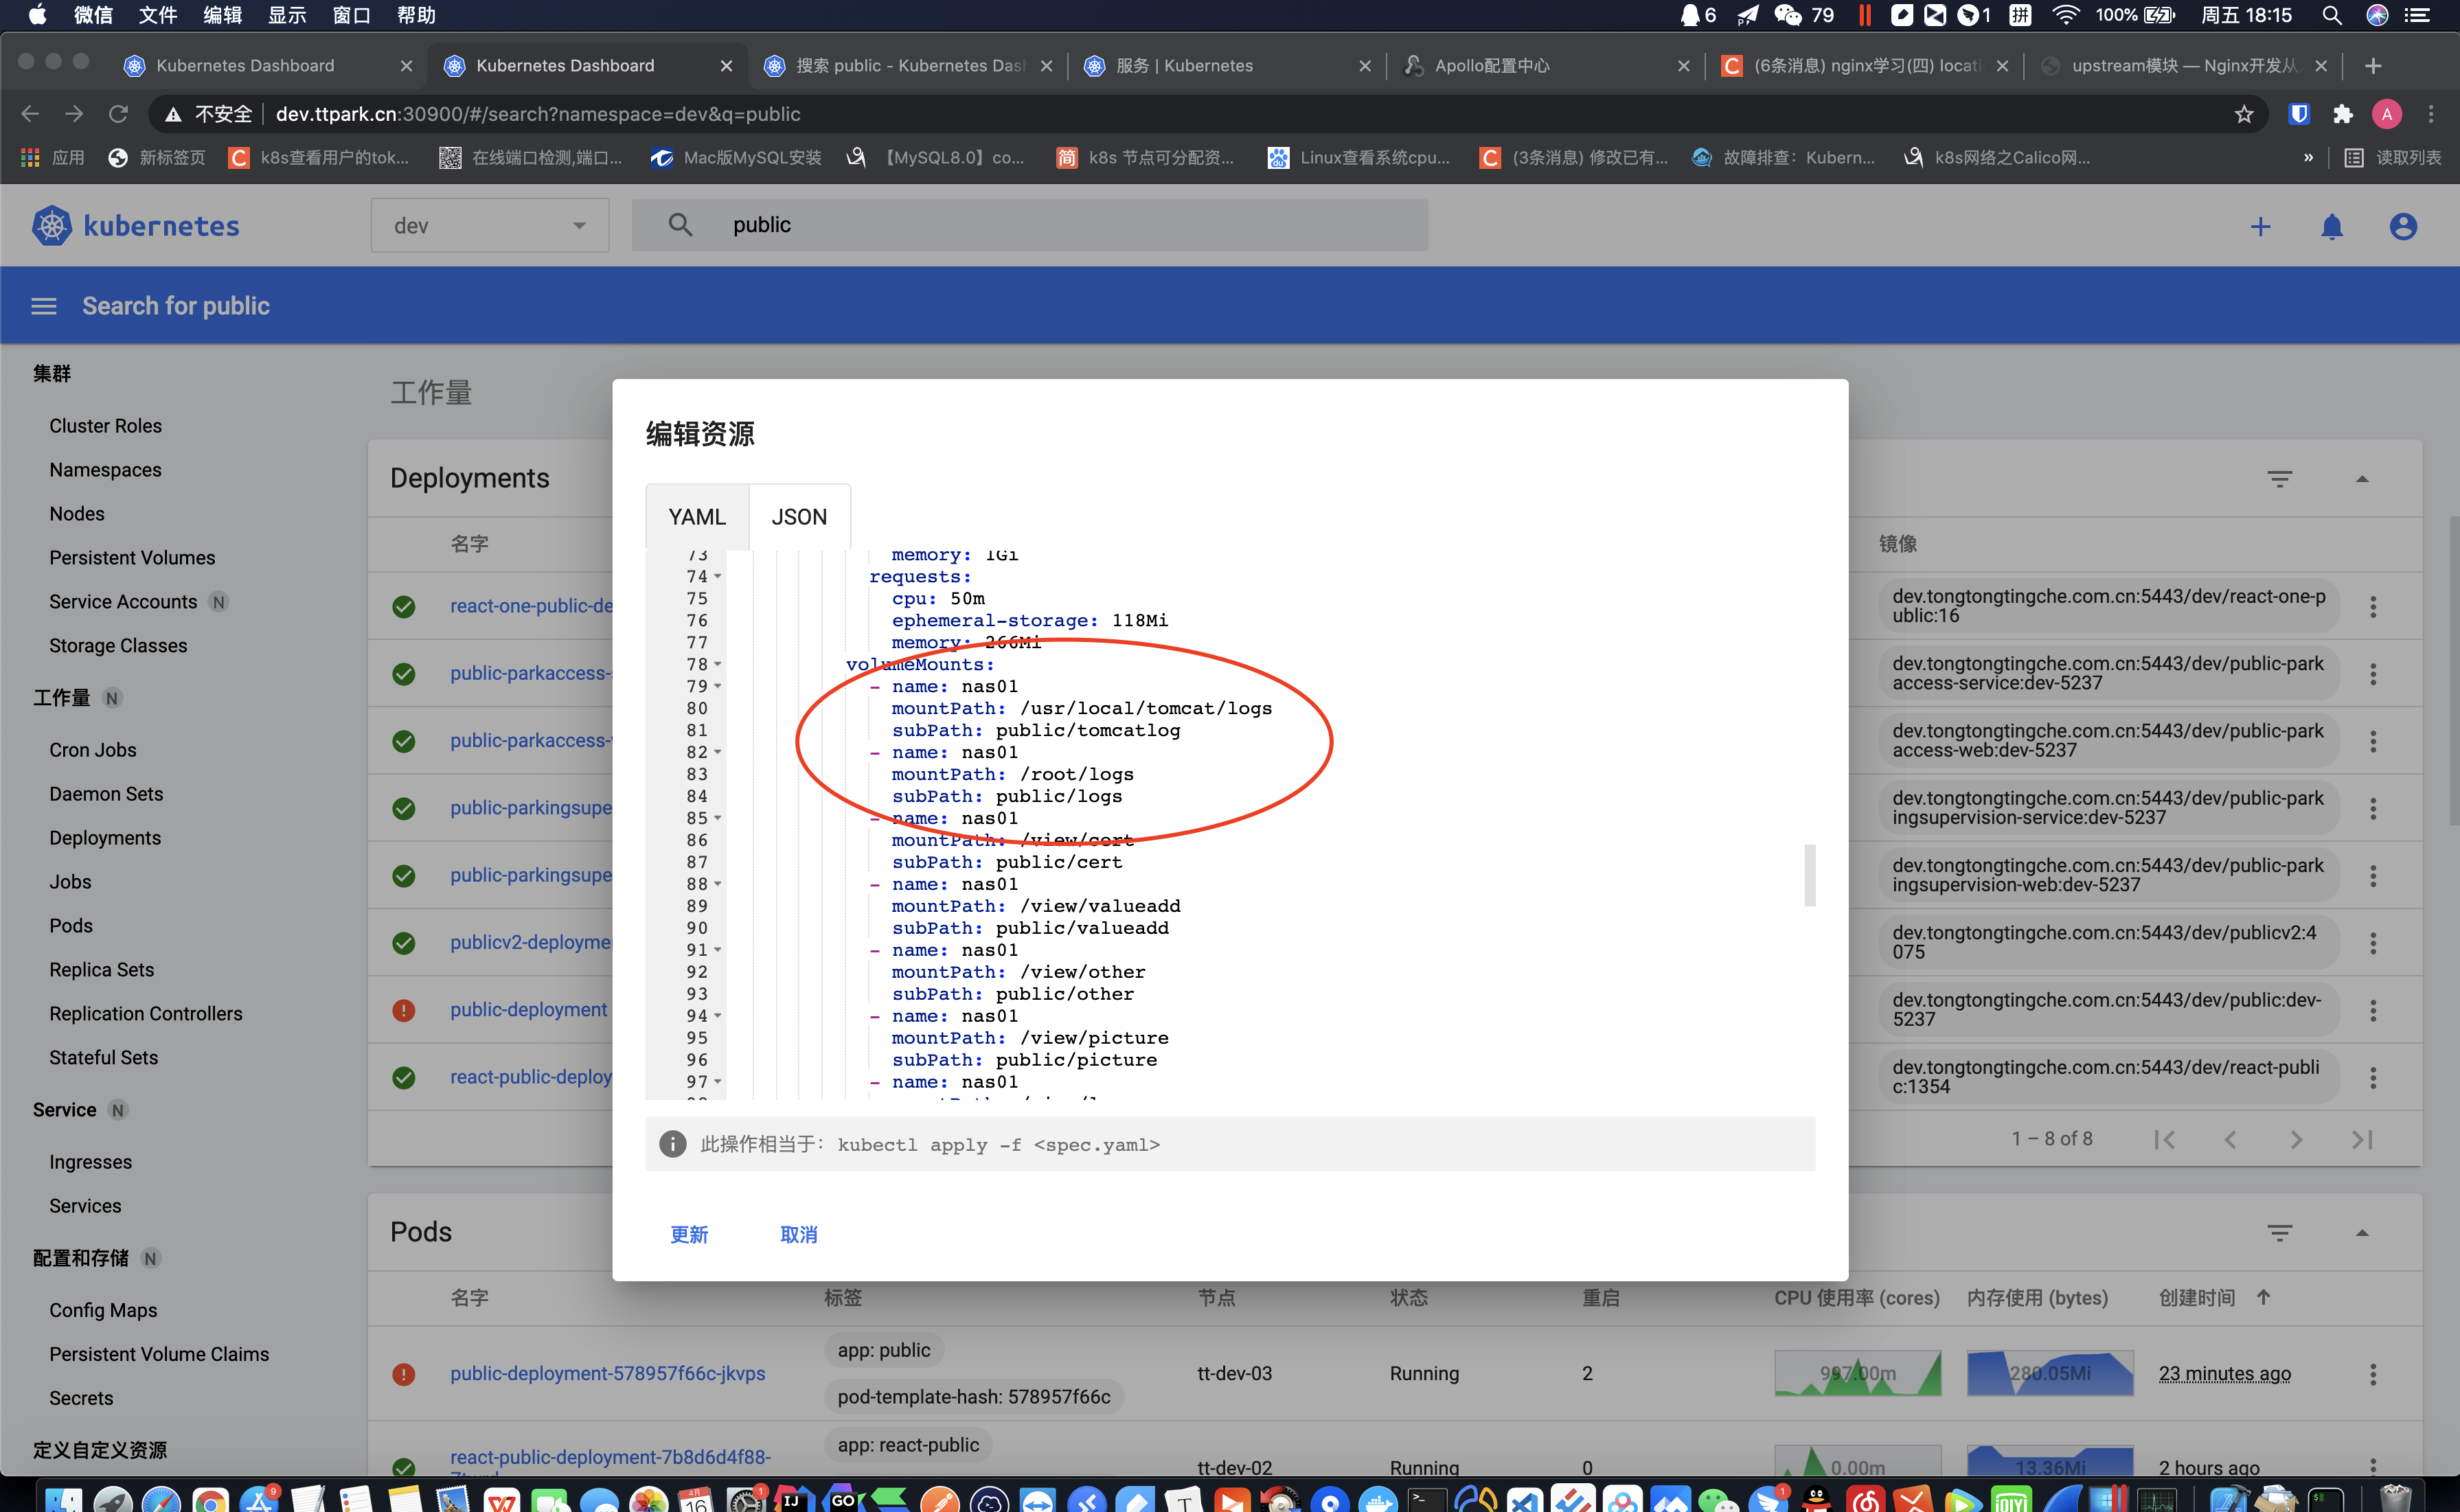 微信 文件 编辑 显示 窗口 帮助 6 79 1 拼 100% 周五 18:15
Kubernetes Dashboard Kubernetes Dashboard 搜索 public - Kubernetes Dash 服务 | Kubernetes Apollo配置中心 (6条消息) nginx学习(四) locati upstream模块 — Nginx开发从
不安全 dev.ttpark.cn:30900/#/search?namespace=dev&q=public A
应用 新标签页 k8s查看用户的tok... 在线端口检测,端口... Mac版MySQL安装 【MySQL8.0】co... k8s 节点可分配资... Linux查看系统cpu... (3条消息) 修改已有... 故障排查：Kubern... k8s网络之Calico网... » 读取列表
kubernetes dev public
Search for public
集群
Cluster Roles
Namespaces
Nodes
Persistent Volumes
Service Accounts N
Storage Classes
工作量 N
Cron Jobs
Daemon Sets
Deployments
Jobs
Pods
Replica Sets
Replication Controllers
Stateful Sets
Service N
Ingresses
Services
配置和存储 N
Config Maps
Persistent Volume Claims
Secrets
定义自定义资源
工作量
Deployments
名字
镜像
react-one-public-de
dev.tongtongtingche.com.cn:5443/dev/react-one-p
ublic:16
public-parkaccess-
dev.tongtongtingche.com.cn:5443/dev/public-park
access-service:dev-5237
public-parkaccess-
dev.tongtongtingche.com.cn:5443/dev/public-park
access-web:dev-5237
public-parkingsupe
dev.tongtongtingche.com.cn:5443/dev/public-park
ingsupervision-service:dev-5237
public-parkingsupe
dev.tongtongtingche.com.cn:5443/dev/public-park
ingsupervision-web:dev-5237
publicv2-deployme
dev.tongtongtingche.com.cn:5443/dev/publicv2:4
075
public-deployment
dev.tongtongtingche.com.cn:5443/dev/public:dev-
5237
react-public-deploy
dev.tongtongtingche.com.cn:5443/dev/react-publi
c:1354
1 – 8 of 8
编辑资源
YAML JSON
73 memory: 1Gi
74 requests:
75 cpu: 50m
76 ephemeral-storage: 118Mi
77 memory: 266Mi
78 volumeMounts:
79 - name: nas01
80 mountPath: /usr/local/tomcat/logs
81 subPath: public/tomcatlog
82 - name: nas01
83 mountPath: /root/logs
84 subPath: public/logs
85 - name: nas01
86 mountPath: /view/cert
87 subPath: public/cert
88 - name: nas01
89 mountPath: /view/valueadd
90 subPath: public/valueadd
91 - name: nas01
92 mountPath: /view/other
93 subPath: public/other
94 - name: nas01
95 mountPath: /view/picture
96 subPath: public/picture
97 - name: nas01
此操作相当于： kubectl apply -f <spec.yaml>
更新 取消
Pods
名字 标签 节点 状态 重启 CPU 使用率 (cores) 内存使用 (bytes) 创建时间
public-deployment-578957f66c-jkvps
app: public
pod-template-hash: 578957f66c
tt-dev-03 Running 2 997.00m 280.05Mi 23 minutes ago
react-public-deployment-7b8d6d4f88-
app: react-public
tt-dev-02 Running 0 0.00m 13.36Mi 2 hours ago
9 4月 16 1 IJ GO T 1 iQIYI